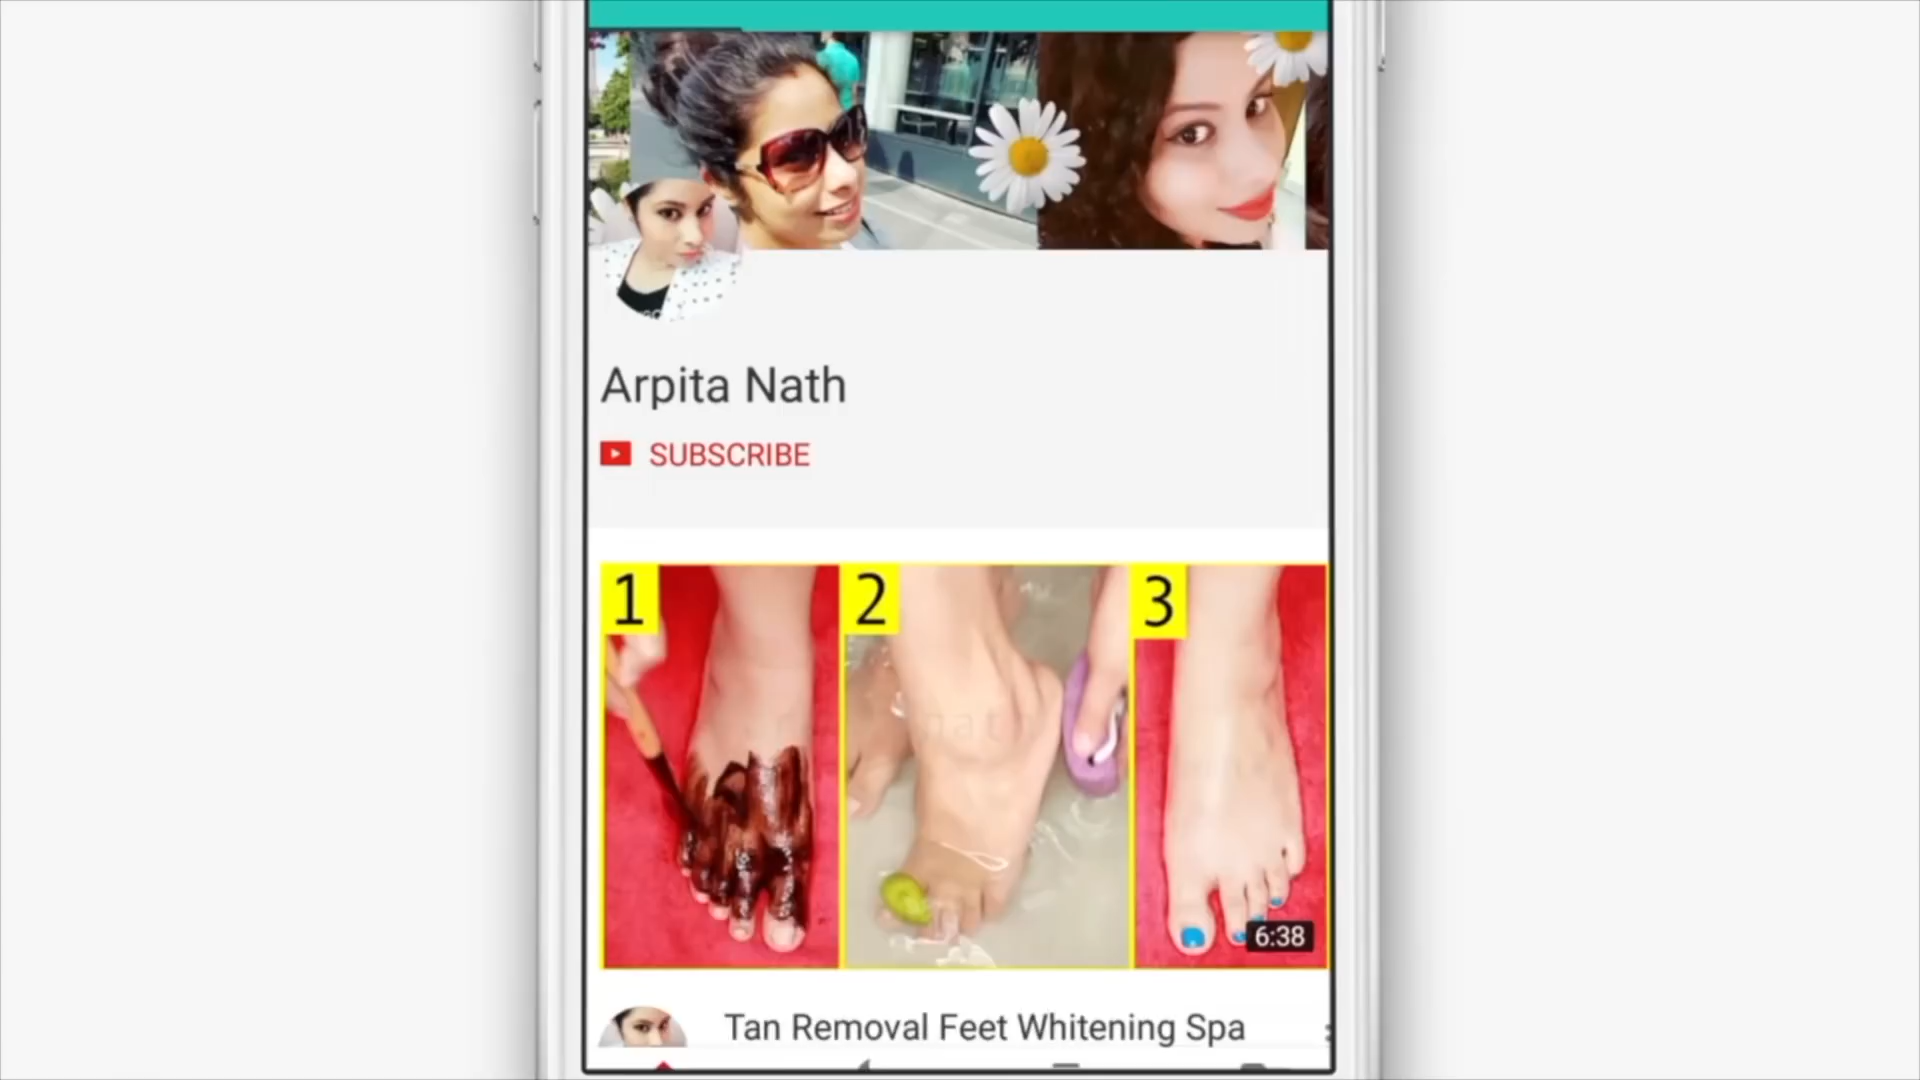 Arpita Nath
SUBSCRIBE
1
2
3
6:38
Tan Removal Feet Whitening Spa